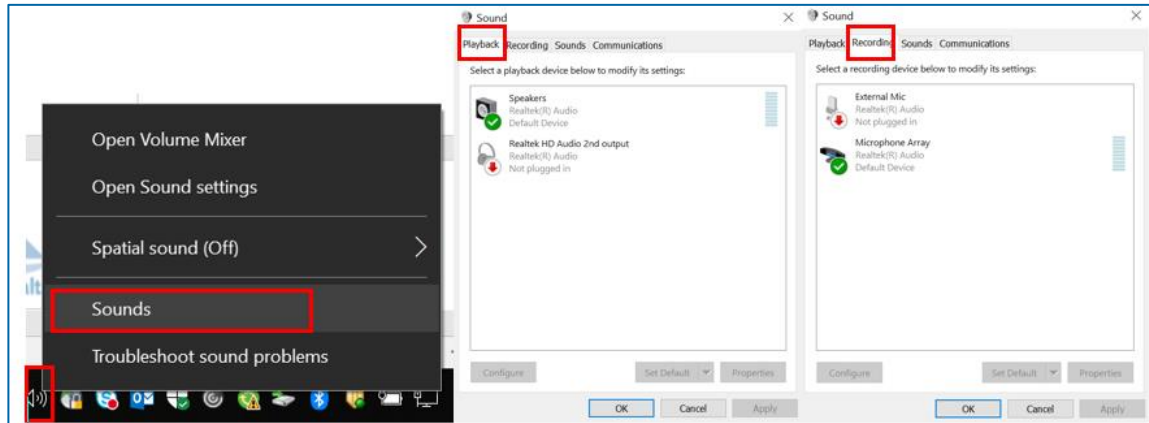 Open Volume Mixer
Open Sound settings
Spatial sound (Off)
Sounds
Troubleshoot sound problems
Sound
Playback Recording Sounds Communications
Select a playback device below to modify its settings:
Speakers
Realtek(R) Audio
Default Device
Realtek HD Audio 2nd output
Realtek(R) Audio
Not plugged in
Configure Set Default Properties
OK Cancel Apply
Sound
Playback Recording Sounds Communications
Select a recording device below to modify its settings:
External Mic
Realtek(R) Audio
Not plugged in
Microphone Array
Realtek(R) Audio
Default Device
Configure Set Default Properties
OK Cancel Apply